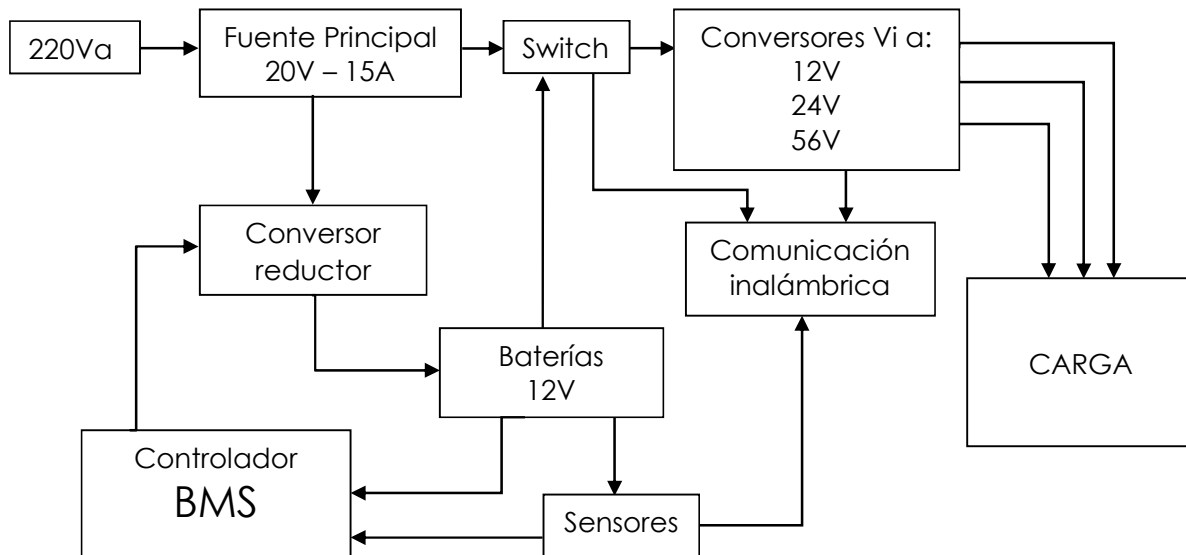 220Va
Fuente Principal
20V – 15A
Switch
Conversores Vi a:
12V
24V
56V
Conversor
reductor
Comunicación
inalámbrica
Baterías
12V
CARGA
Controlador
BMS
Sensores